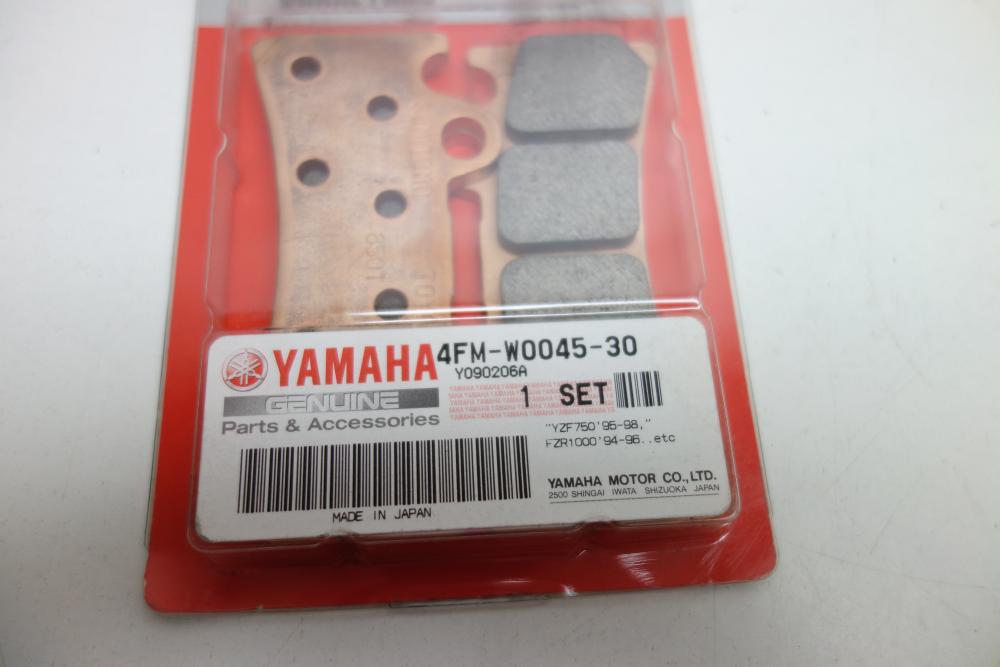 YAMAHA
4FM-W0045-30
Y090206A
GENUINE
Parts & Accessories
1 SET
"YZF750'95-98,"
FZR1000'94-96..etc
YAMAHA MOTOR CO.,LTD.
2500 SHINGAI IWATA SHIZUOKA JAPAN
MADE IN JAPAN